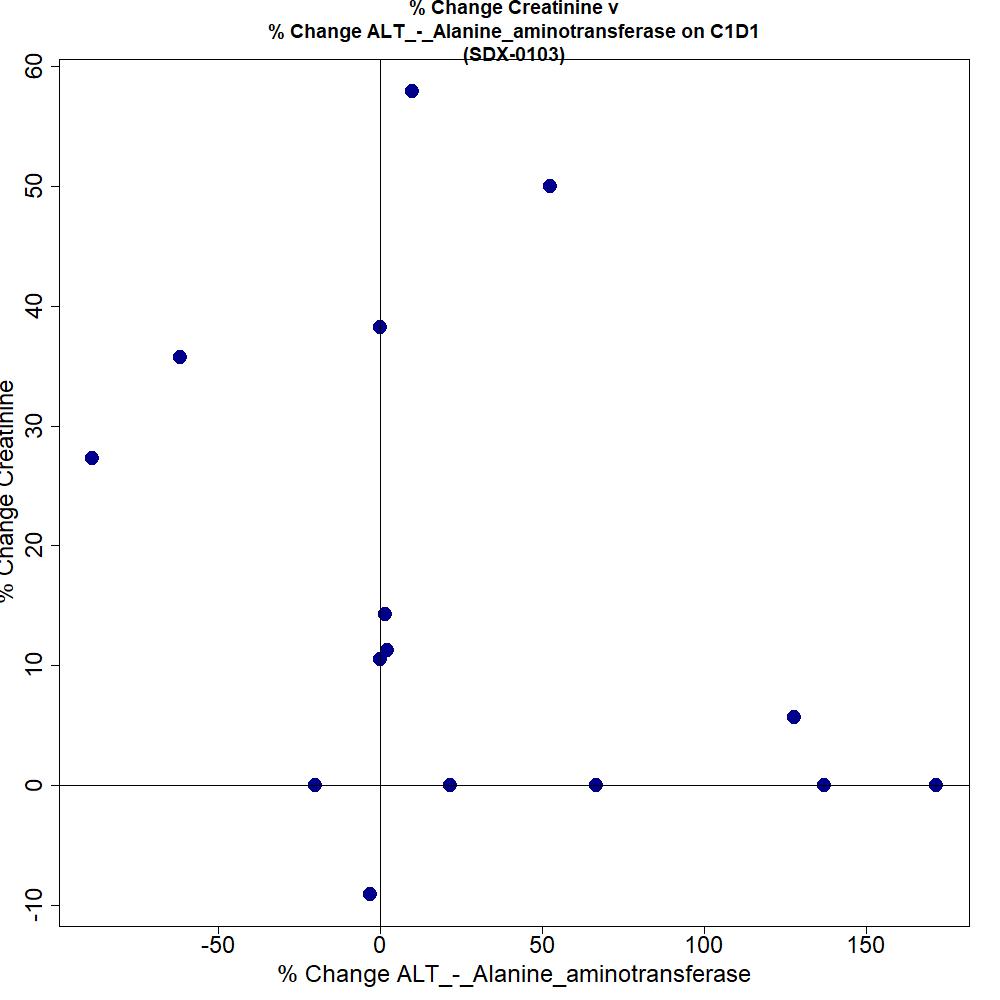 % Change Creatinine v
% Change ALT_-_Alanine_aminotransferase on C1D1
(SDX-0103)
% Change Creatinine
60
50
40
30
20
10
0
-10
-50
0
50
100
150
% Change ALT_-_Alanine_aminotransferase